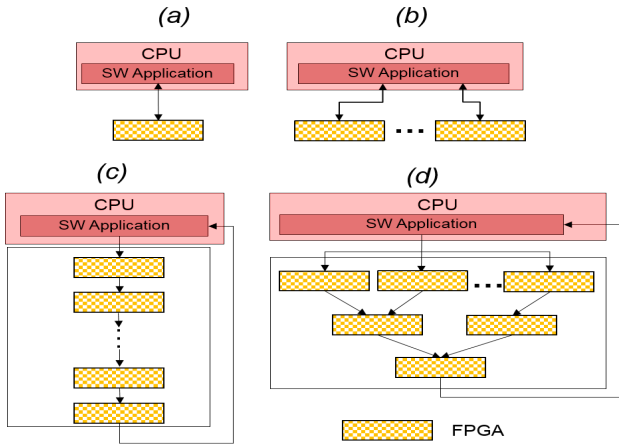 (a)
CPU
SW Application
(b)
CPU
SW Application
(c)
CPU
SW Application
(d)
CPU
SW Application
FPGA